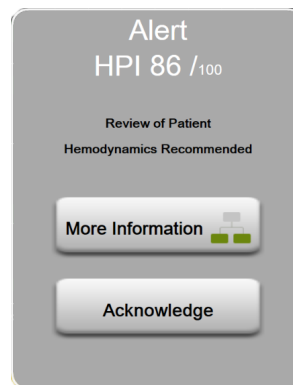 Alert
HPI 86 /100
Review of Patient
Hemodynamics Recommended
More Information
Acknowledge